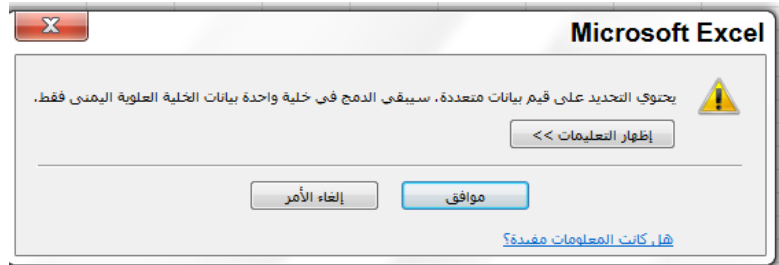 Microsoft Excel
يحتوي التحديد على قيم بيانات متعددة. سيبقي الدمج في خلية واحدة بيانات الخلية العلوية اليمنى فقط.
إظهار التعليمات >>
موافق
إلغاء الأمر
هل كانت المعلومات مفيدة؟